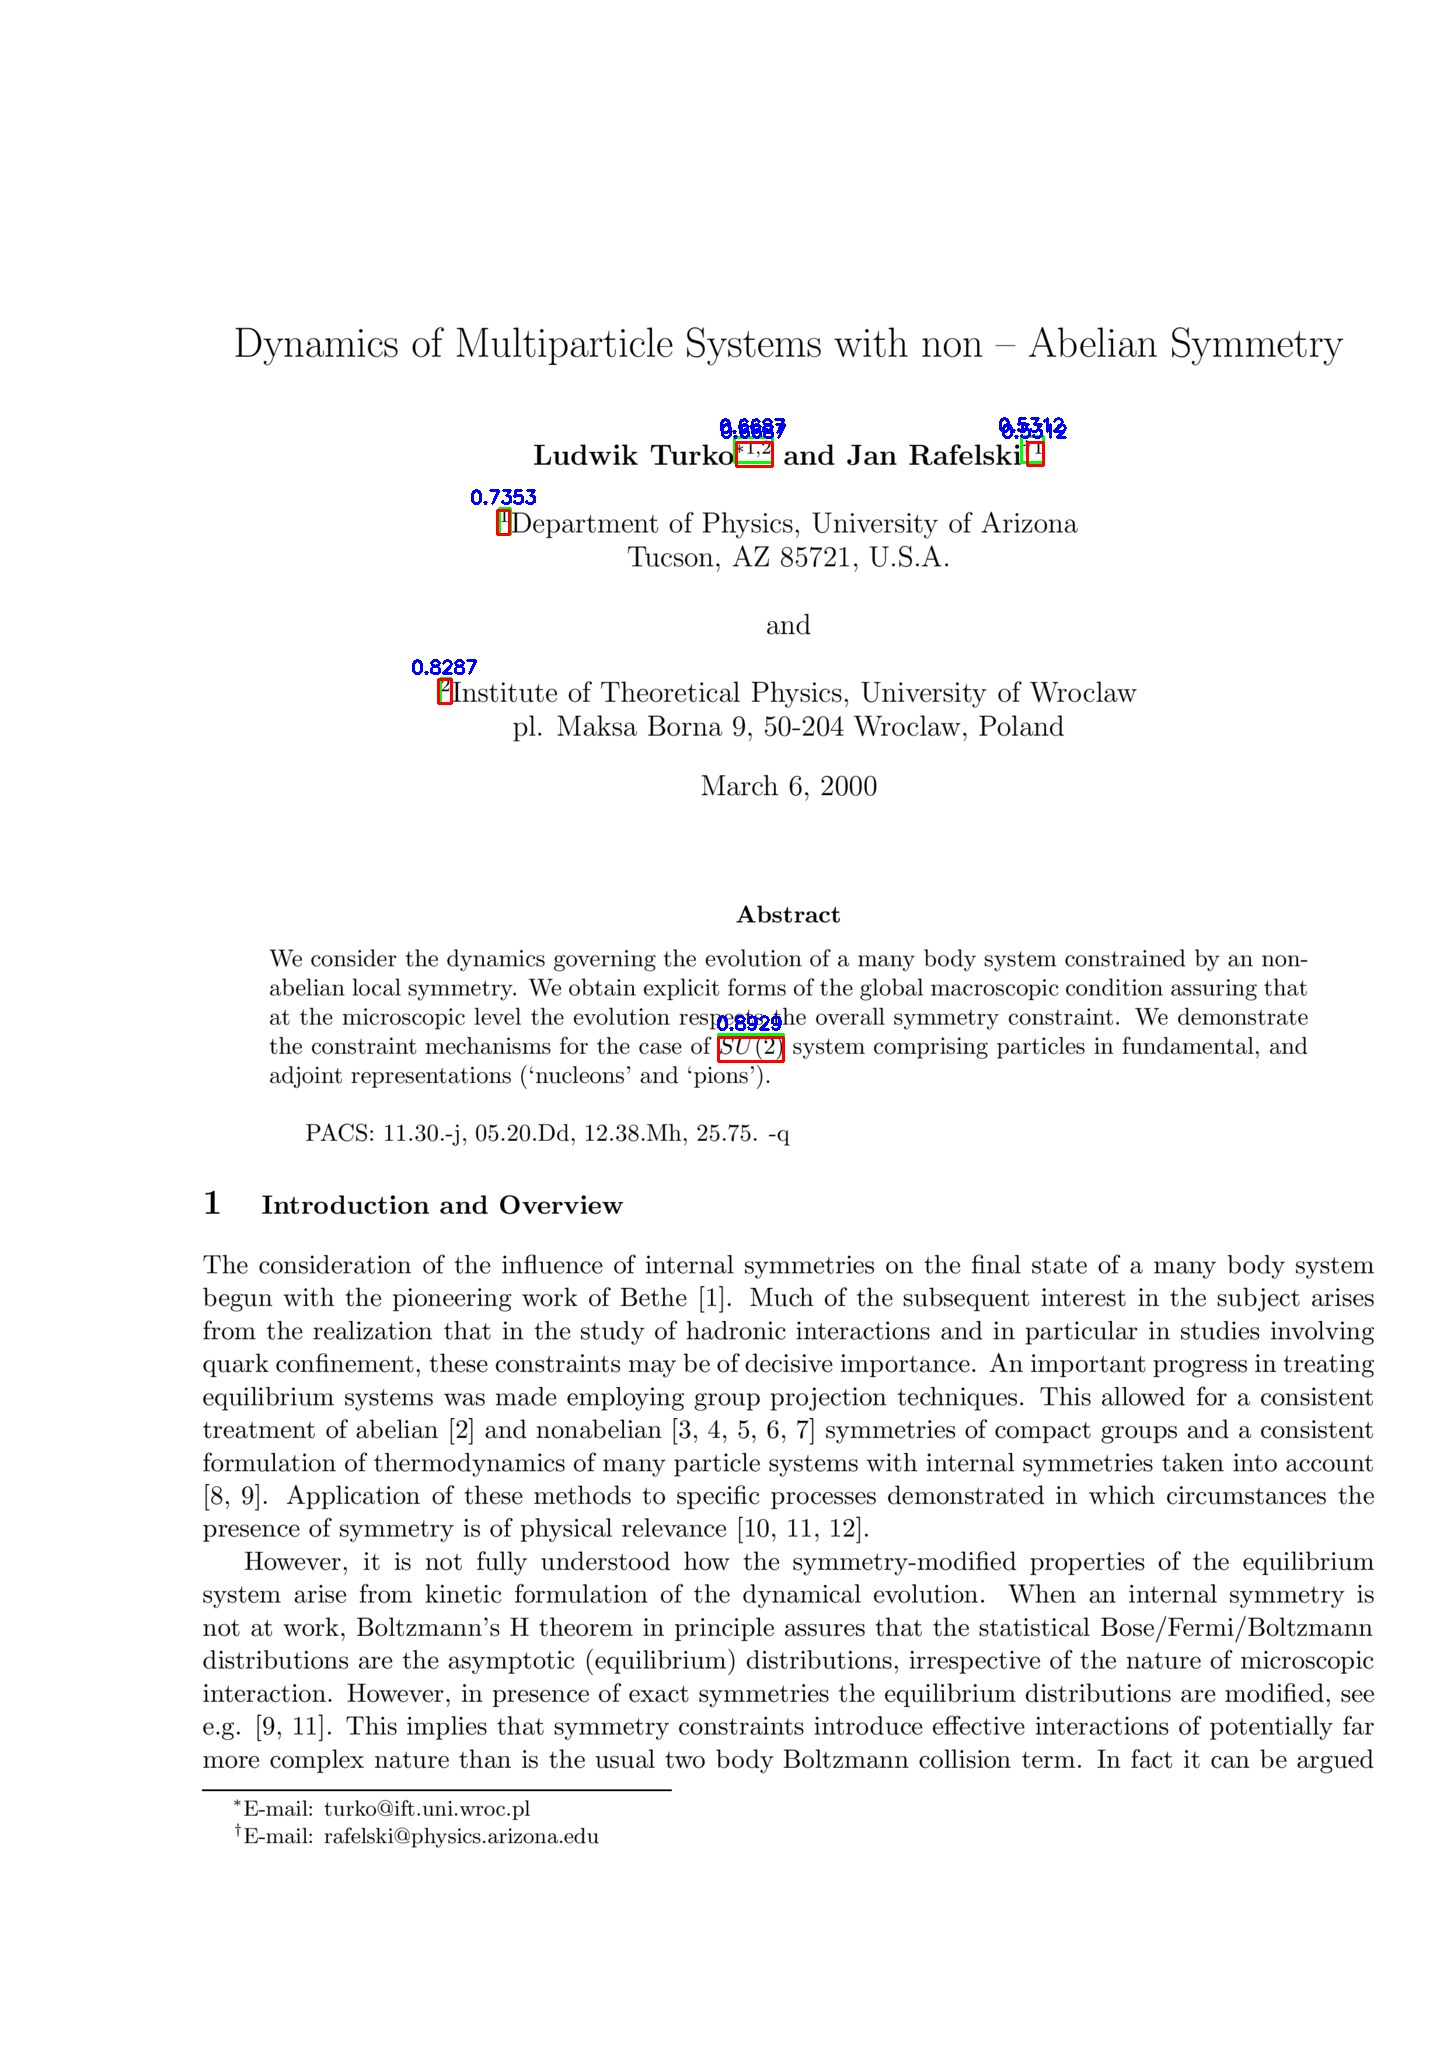 Dynamics of Multiparticle Systems with non – Abelian Symmetry
0.6687 0.5312
0.6687 0.5312
Ludwik Turko*1,2 and Jan Rafelski 1
0.7353
1Department of Physics, University of Arizona
Tucson, AZ 85721, U.S.A.
and
0.8287
2Institute of Theoretical Physics, University of Wroclaw
pl. Maksa Borna 9, 50-204 Wroclaw, Poland
March 6, 2000
Abstract
We consider the dynamics governing the evolution of a many body system constrained by an non-
abelian local symmetry. We obtain explicit forms of the global macroscopic condition assuring that
at the microscopic level the evolution respects the overall symmetry constraint. We demonstrate
0.8929
the constraint mechanisms for the case of SU(2) system comprising particles in fundamental, and
adjoint representations (‘nucleons’ and ‘pions’).
PACS: 11.30.-j, 05.20.Dd, 12.38.Mh, 25.75. -q
1 Introduction and Overview
The consideration of the influence of internal symmetries on the final state of a many body system
begun with the pioneering work of Bethe [1]. Much of the subsequent interest in the subject arises
from the realization that in the study of hadronic interactions and in particular in studies involving
quark confinement, these constraints may be of decisive importance. An important progress in treating
equilibrium systems was made employing group projection techniques. This allowed for a consistent
treatment of abelian [2] and nonabelian [3, 4, 5, 6, 7] symmetries of compact groups and a consistent
formulation of thermodynamics of many particle systems with internal symmetries taken into account
[8, 9]. Application of these methods to specific processes demonstrated in which circumstances the
presence of symmetry is of physical relevance [10, 11, 12].
However, it is not fully understood how the symmetry-modified properties of the equilibrium
system arise from kinetic formulation of the dynamical evolution. When an internal symmetry is
not at work, Boltzmann’s H theorem in principle assures that the statistical Bose/Fermi/Boltzmann
distributions are the asymptotic (equilibrium) distributions, irrespective of the nature of microscopic
interaction. However, in presence of exact symmetries the equilibrium distributions are modified, see
e.g. [9, 11]. This implies that symmetry constraints introduce effective interactions of potentially far
more complex nature than is the usual two body Boltzmann collision term. In fact it can be argued
*E-mail: turko@ift.uni.wroc.pl
†E-mail: rafelski@physics.arizona.edu